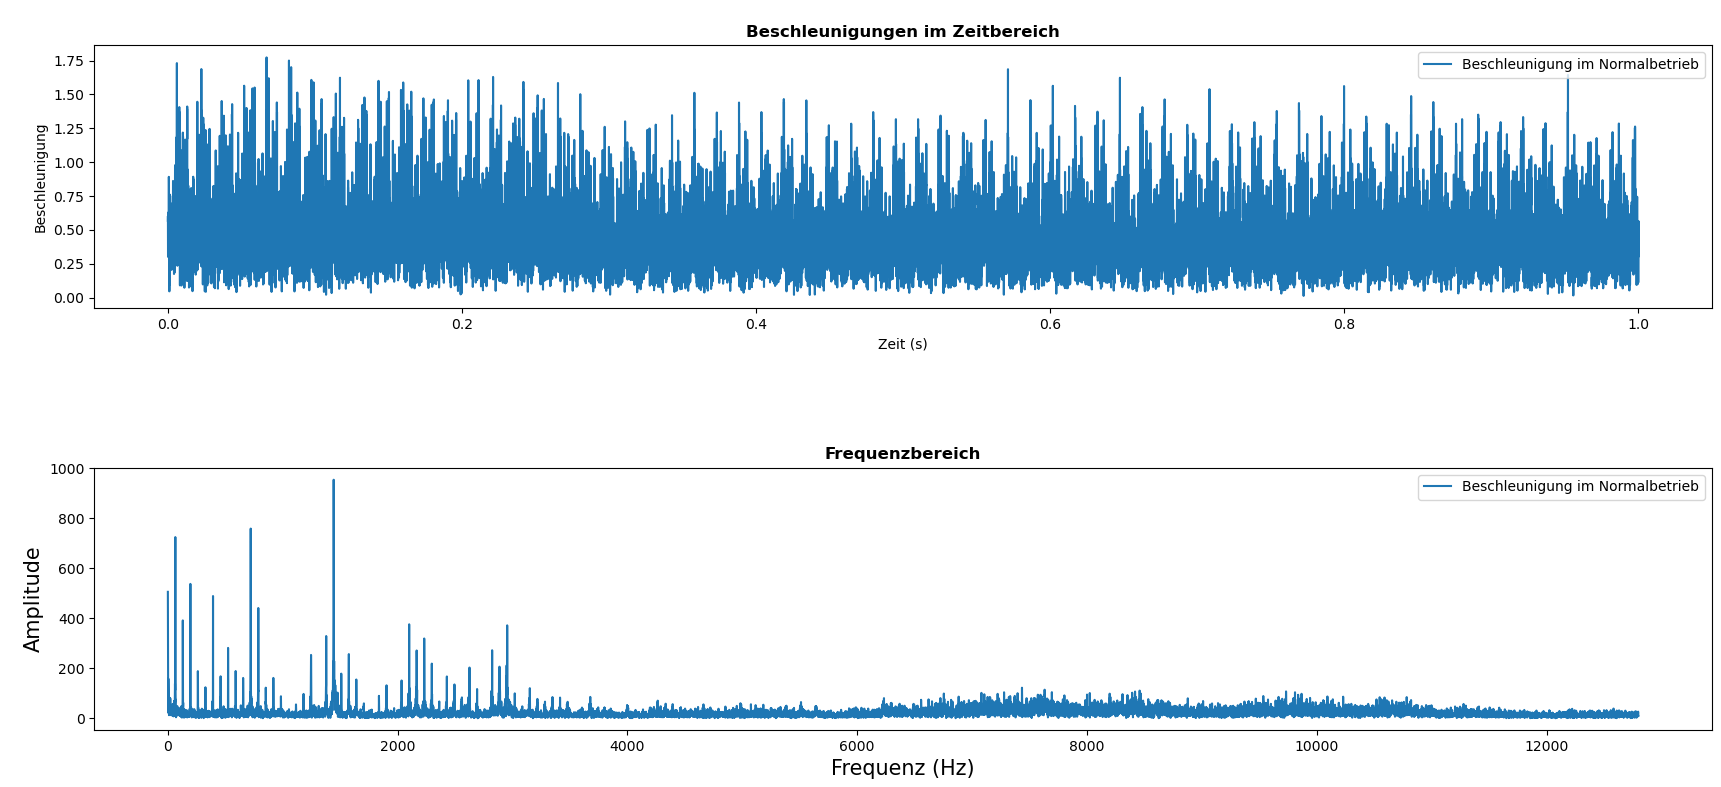 Beschleunigungen im Zeitbereich
Beschleunigung im Normalbetrieb
Beschleunigung
1.75
1.50
1.25
1.00
0.75
0.50
0.25
0.00
0.0 0.2 0.4 0.6 0.8 1.0
Zeit (s)
Frequenzbereich
Beschleunigung im Normalbetrieb
Amplitude
1000
800
600
400
200
0
0 2000 4000 6000 8000 10000 12000
Frequenz (Hz)